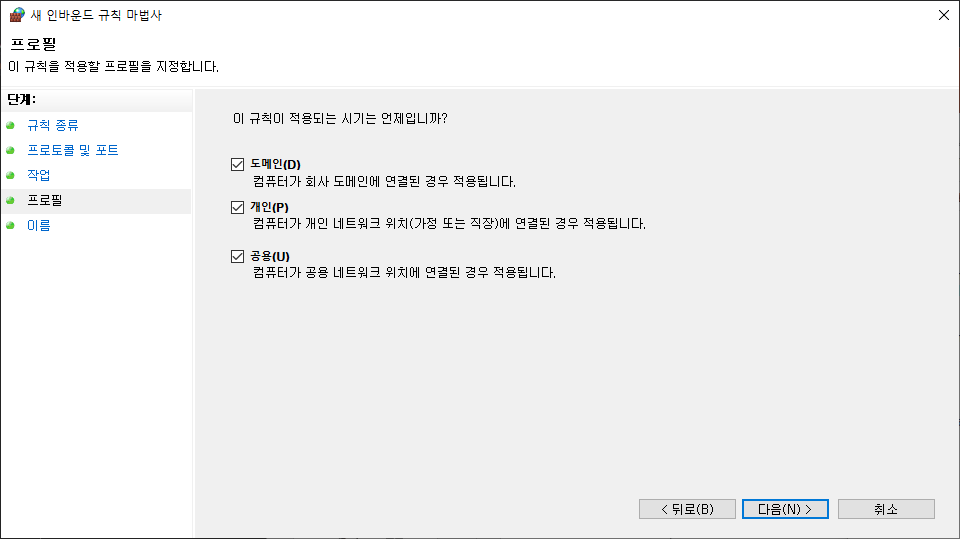 새 인바운드 규칙 마법사
프로필
이 규칙을 적용할 프로필을 지정합니다.
단계:
규칙 종류
프로토콜 및 포트
작업
프로필
이름
이 규칙이 적용되는 시기는 언제입니까?
도메인(D)
컴퓨터가 회사 도메인에 연결된 경우 적용됩니다.
개인(P)
컴퓨터가 개인 네트워크 위치(가정 또는 직장)에 연결된 경우 적용됩니다.
공용(U)
컴퓨터가 공용 네트워크 위치에 연결된 경우 적용됩니다.
< 뒤로(B) 다음(N) > 취소